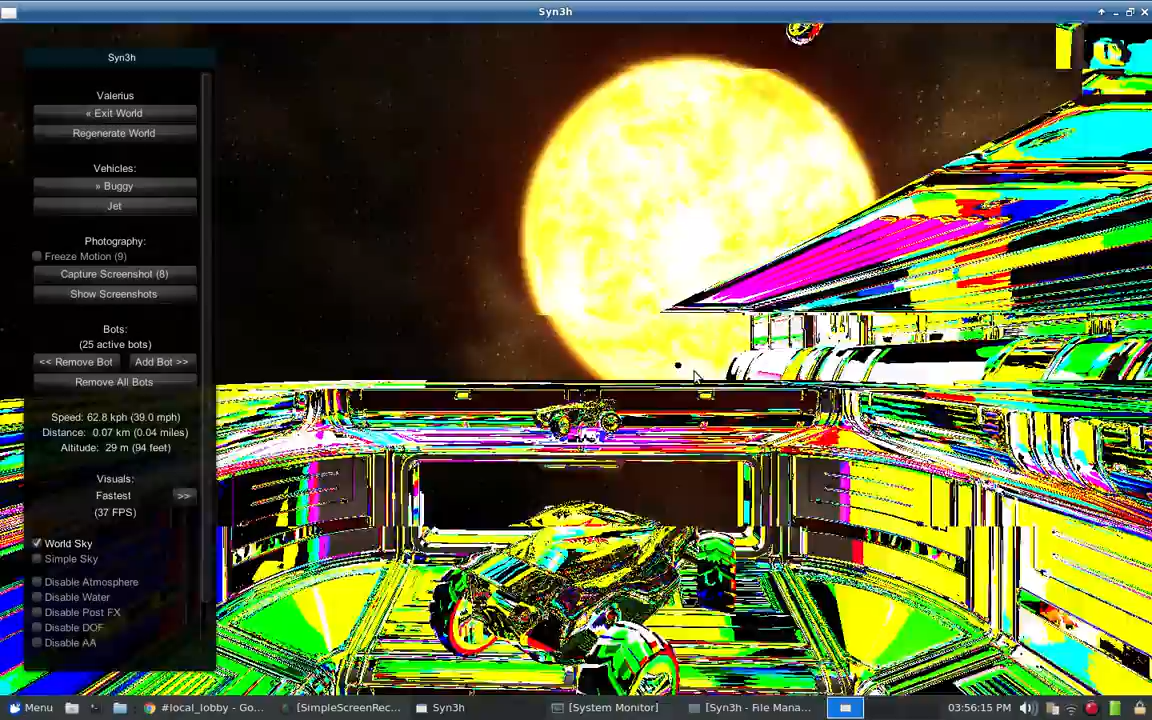 Syn3h
Syn3h
Valerius
« Exit World
Regenerate World
Vehicles:
» Buggy
Jet
Photography:
Freeze Motion (9)
Capture Screenshot (8)
Show Screenshots
Bots:
(25 active bots)
<< Remove Bot
Add Bot >>
Remove All Bots
Speed: 62.8 kph (39.0 mph)
Distance: 0.07 km (0.04 miles)
Altitude: 29 m (94 feet)
Visuals:
Fastest
>>
(37 FPS)
World Sky
Simple Sky
Disable Atmosphere
Disable Water
Disable Post FX
Disable DOF
Disable AA
Menu
#local_lobby - Go...
[SimpleScreenRec...
Syn3h
[System Monitor]
[Syn3h - File Mana...
03:56:15 PM